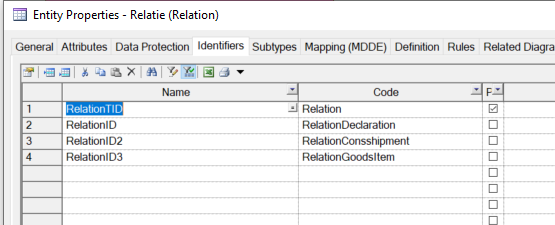 Entity Properties - Relatie (Relation)
General Attributes Data Protection Identifiers Subtypes Mapping (MDDE) Definition Rules Related Diagra
Name Code P
1 RelationTID Relation
2 RelationID RelationDeclaration
3 RelationID2 RelationConsshipment
4 RelationID3 RelationGoodsItem